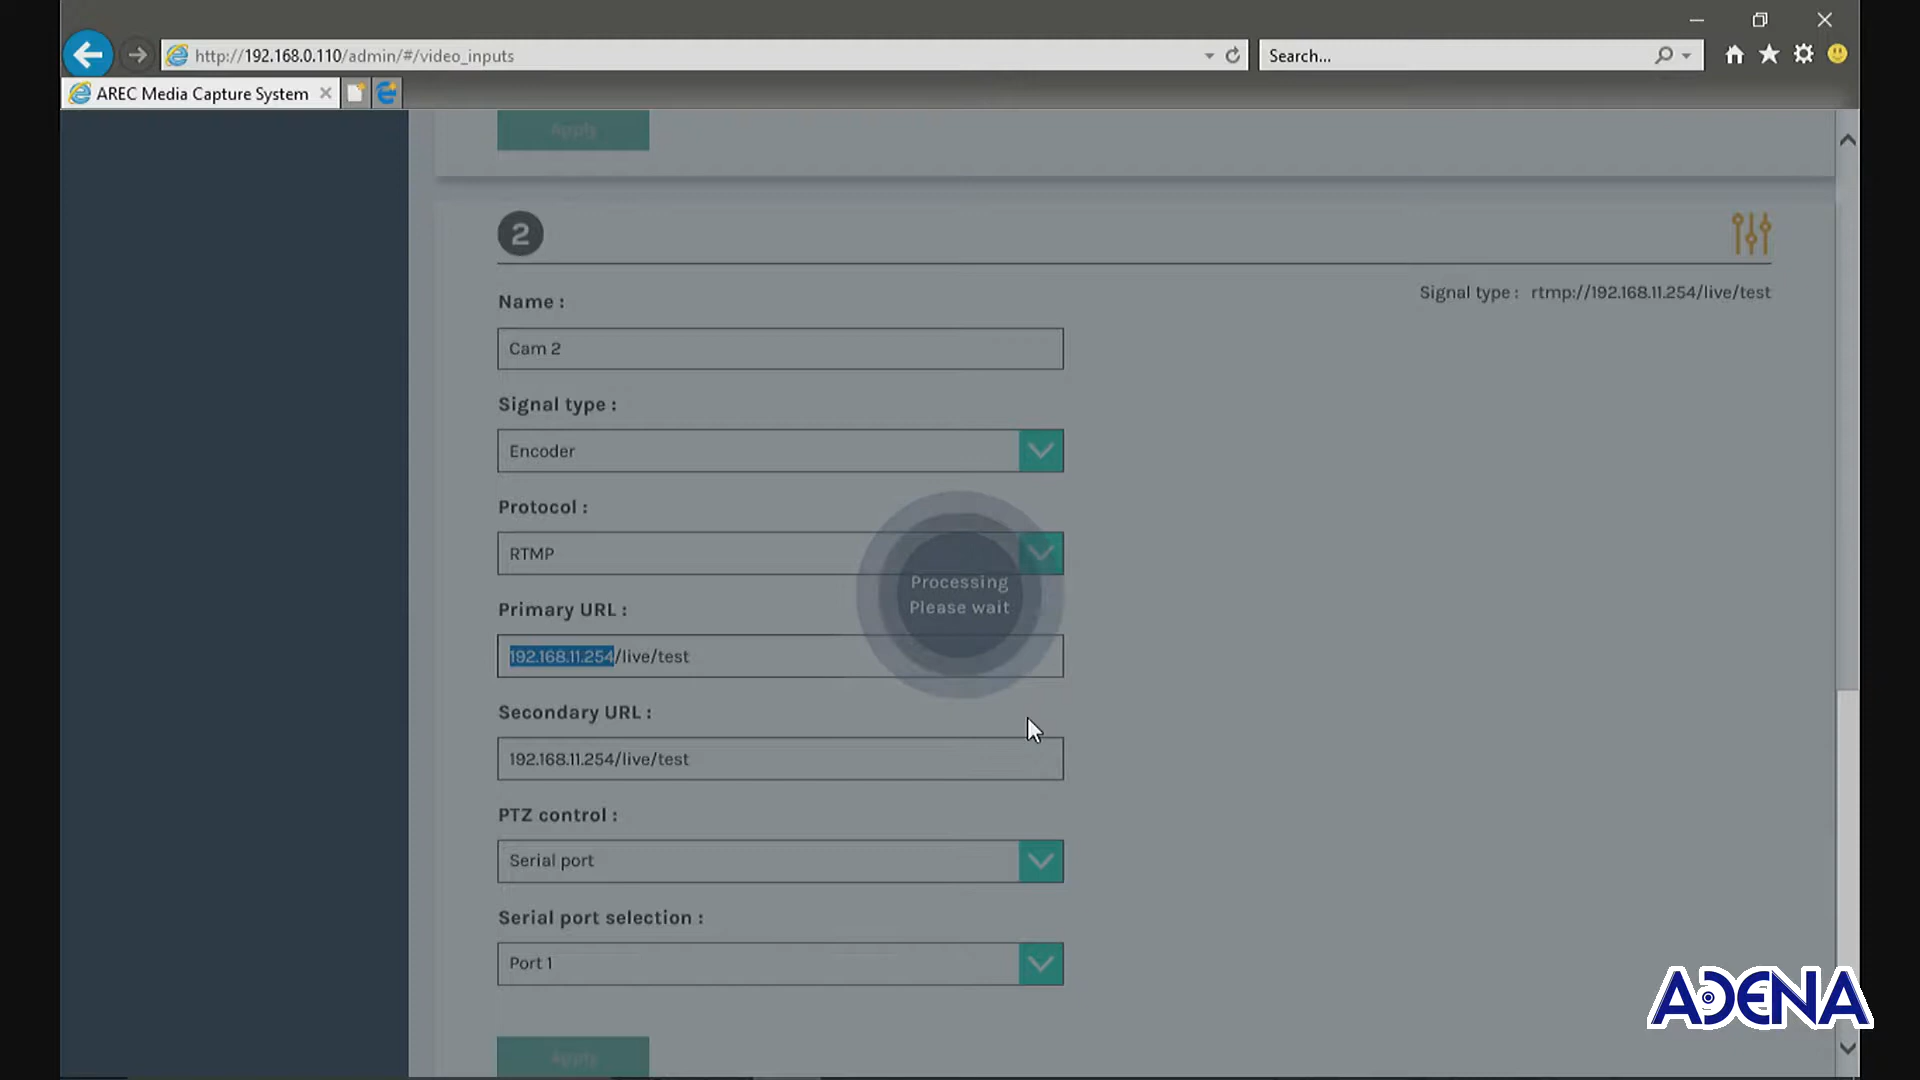 http://192.168.0.110/admin/#/video_inputs
Search...
AREC Media Capture System
Apply
2
Signal type : rtmp://192.168.11.254/live/test
Name :
Cam 2
Signal type :
Encoder
Protocol :
RTMP
Processing
Please wait
Primary URL :
192.168.11.254/live/test
Secondary URL :
192.168.11.254/live/test
PTZ control :
Serial port
Serial port selection :
Port 1
Apply
ADENA